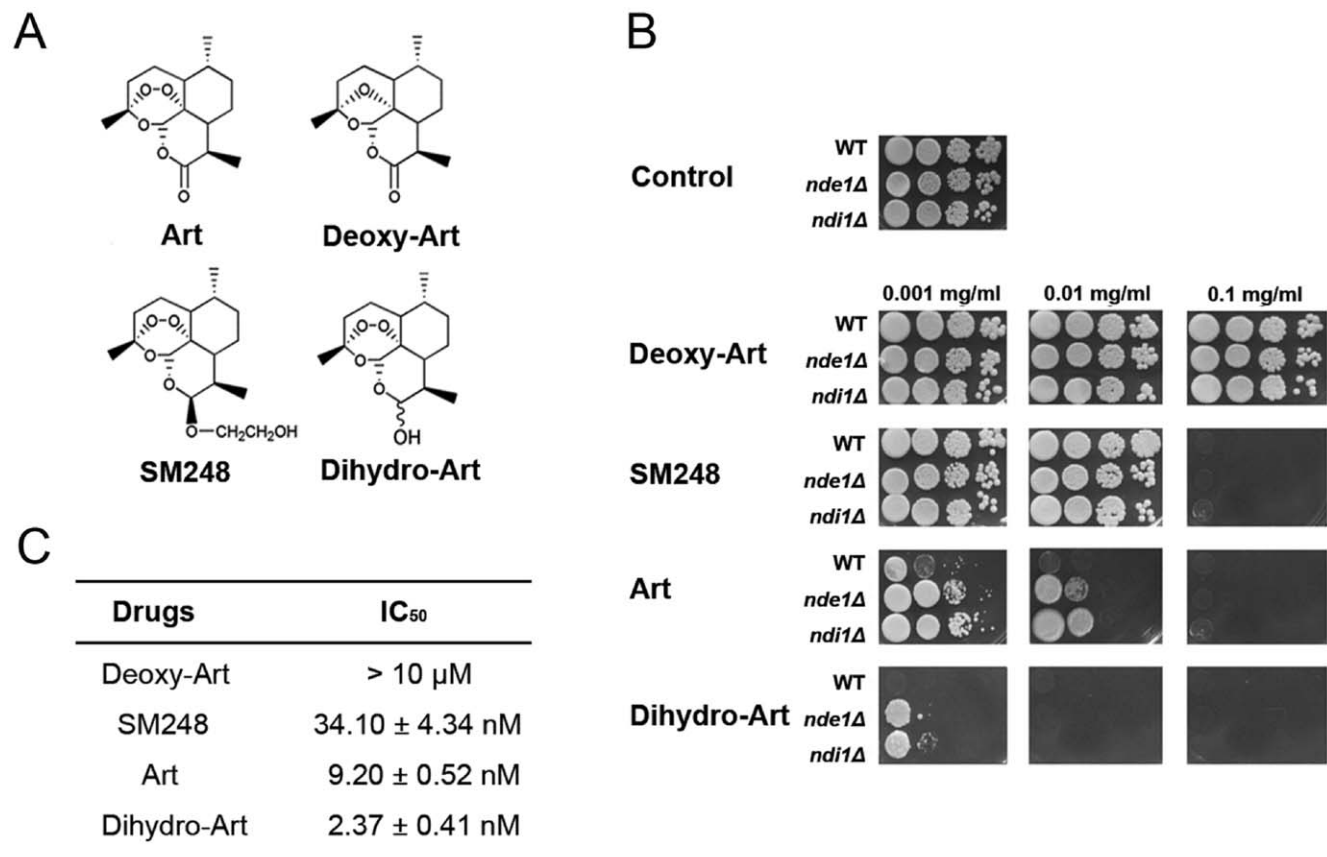 A
Art
Deoxy-Art
O—CH₂CH₂OH
OH
SM248
Dihydro-Art
B
Control
WT
nde1Δ
ndi1Δ
0.001 mg/ml
0.01 mg/ml
0.1 mg/ml
Deoxy-Art
WT
nde1Δ
ndi1Δ
SM248
WT
nde1Δ
ndi1Δ
Art
WT
nde1Δ
ndi1Δ
Dihydro-Art
WT
nde1Δ
ndi1Δ
C
Drugs IC₅₀
Deoxy-Art > 10 µM
SM248 34.10 ± 4.34 nM
Art 9.20 ± 0.52 nM
Dihydro-Art 2.37 ± 0.41 nM